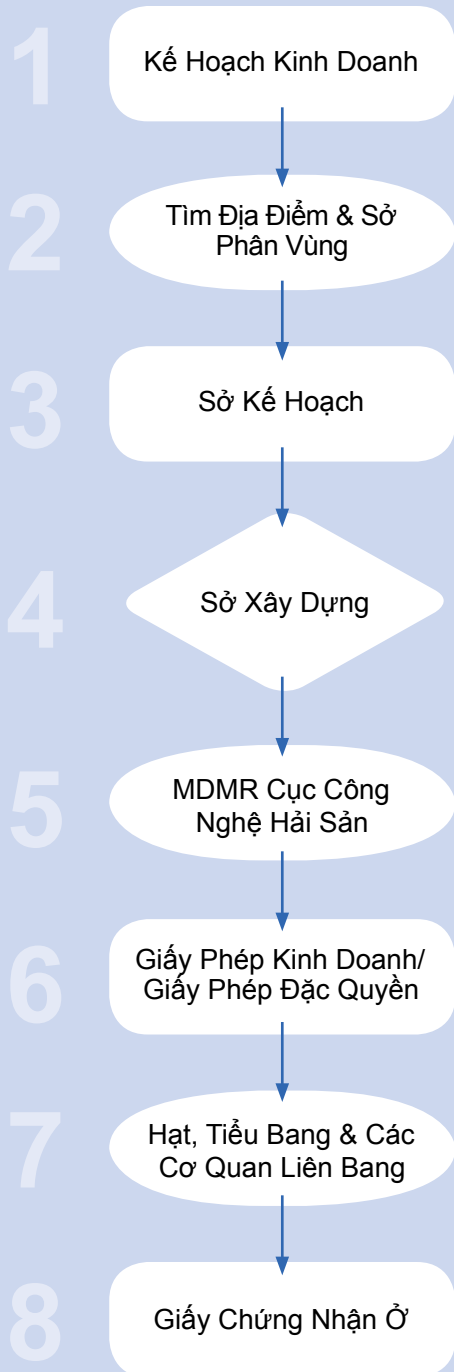 1
Kế Hoạch Kinh Doanh
2
Tìm Địa Điểm & Sở
Phân Vùng
3
Sở Kế Hoạch
4
Sở Xây Dựng
5
MDMR Cục Công
Nghệ Hải Sản
6
Giấy Phép Kinh Doanh/
Giấy Phép Đặc Quyền
7
Hạt, Tiểu Bang & Các
Cơ Quan Liên Bang
8
Giấy Chứng Nhận Ở